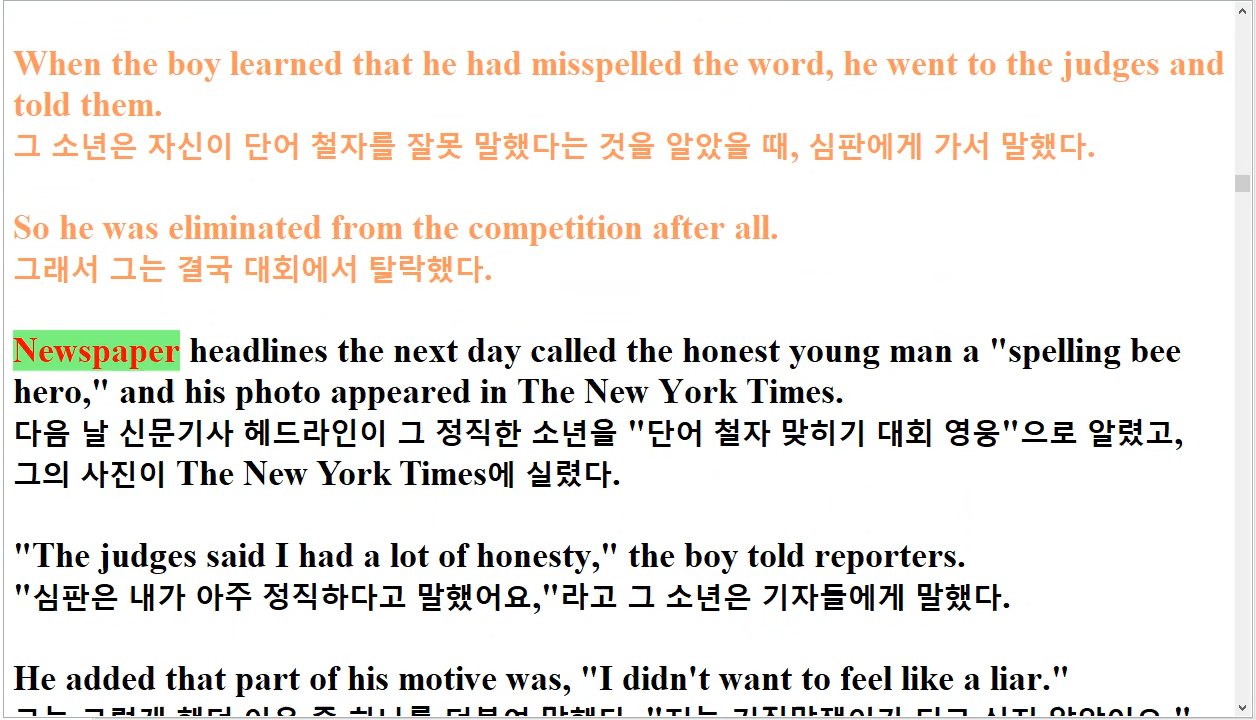 When the boy learned that he had misspelled the word, he went to the judges and
told them.
그 소년은 자신이 단어 철자를 잘못 말했다는 것을 알았을 때, 심판에게 가서 말했다.
So he was eliminated from the competition after all.
그래서 그는 결국 대회에서 탈락했다.
Newspaper headlines the next day called the honest young man a "spelling bee
hero," and his photo appeared in The New York Times.
다음 날 신문기사 헤드라인이 그 정직한 소년을 "단어 철자 맞히기 대회 영웅"으로 알렸고,
그의 사진이 The New York Times에 실렸다.
"The judges said I had a lot of honesty," the boy told reporters.
"심판은 내가 아주 정직하다고 말했어요,"라고 그 소년은 기자들에게 말했다.
He added that part of his motive was, "I didn't want to feel like a liar."